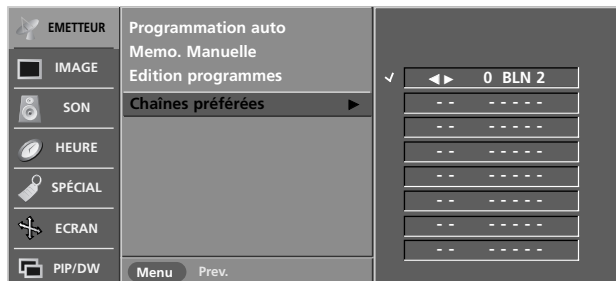 EMETTEUR
IMAGE
SON
HEURE
SPÉCIAL
ECRAN
PIP/DW
Programmation auto
Memo. Manuelle
Edition programmes
Chaînes préférées ►
Menu Prev.
✓ ◄► 0 BLN 2
- - - - - - -
- - - - - - -
- - - - - - -
- - - - - - -
- - - - - - -
- - - - - - -
- - - - - - -